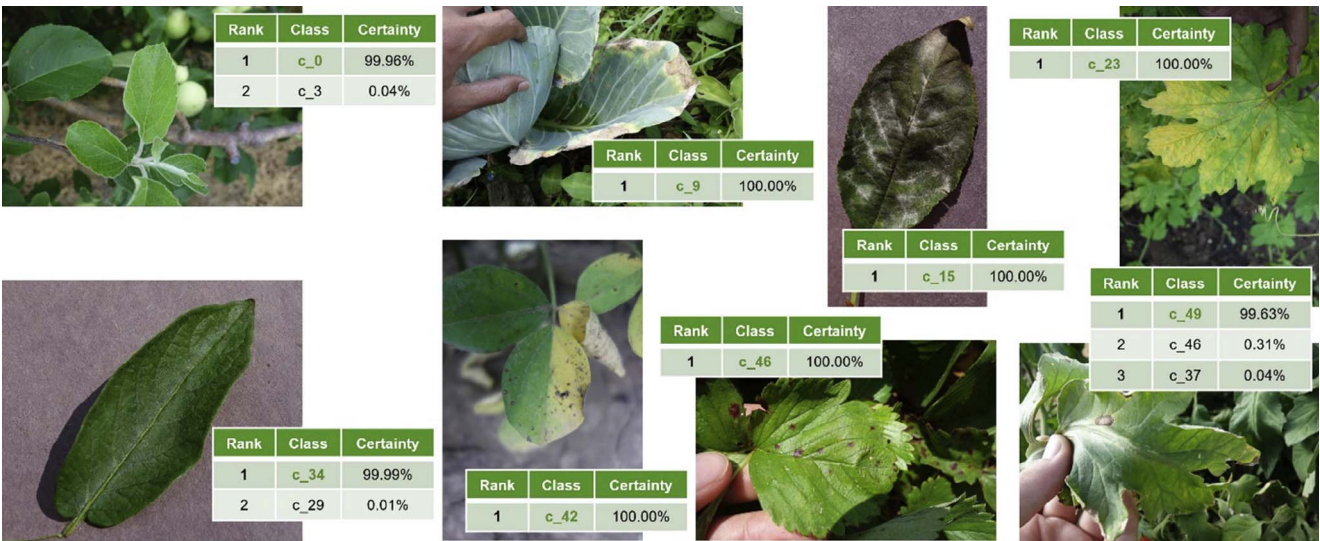 Rank Class Certainty
1 c_0 99.96%
2 c_3 0.04%
Rank Class Certainty
1 c_9 100.00%
Rank Class Certainty
1 c_15 100.00%
Rank Class Certainty
1 c_23 100.00%
Rank Class Certainty
1 c_34 99.99%
2 c_29 0.01%
Rank Class Certainty
1 c_42 100.00%
Rank Class Certainty
1 c_46 100.00%
Rank Class Certainty
1 c_49 99.63%
2 c_46 0.31%
3 c_37 0.04%